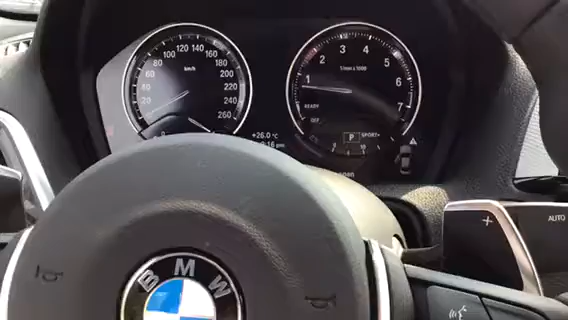 100 120 140
80 160
60 km/h 180
40 200
20 220
240
0 260
3 4
2 5
1/min x 1000
1 6
READY
OFF 7
+26.0 °C
P SPORT+
pm
+
AUTO
BMW